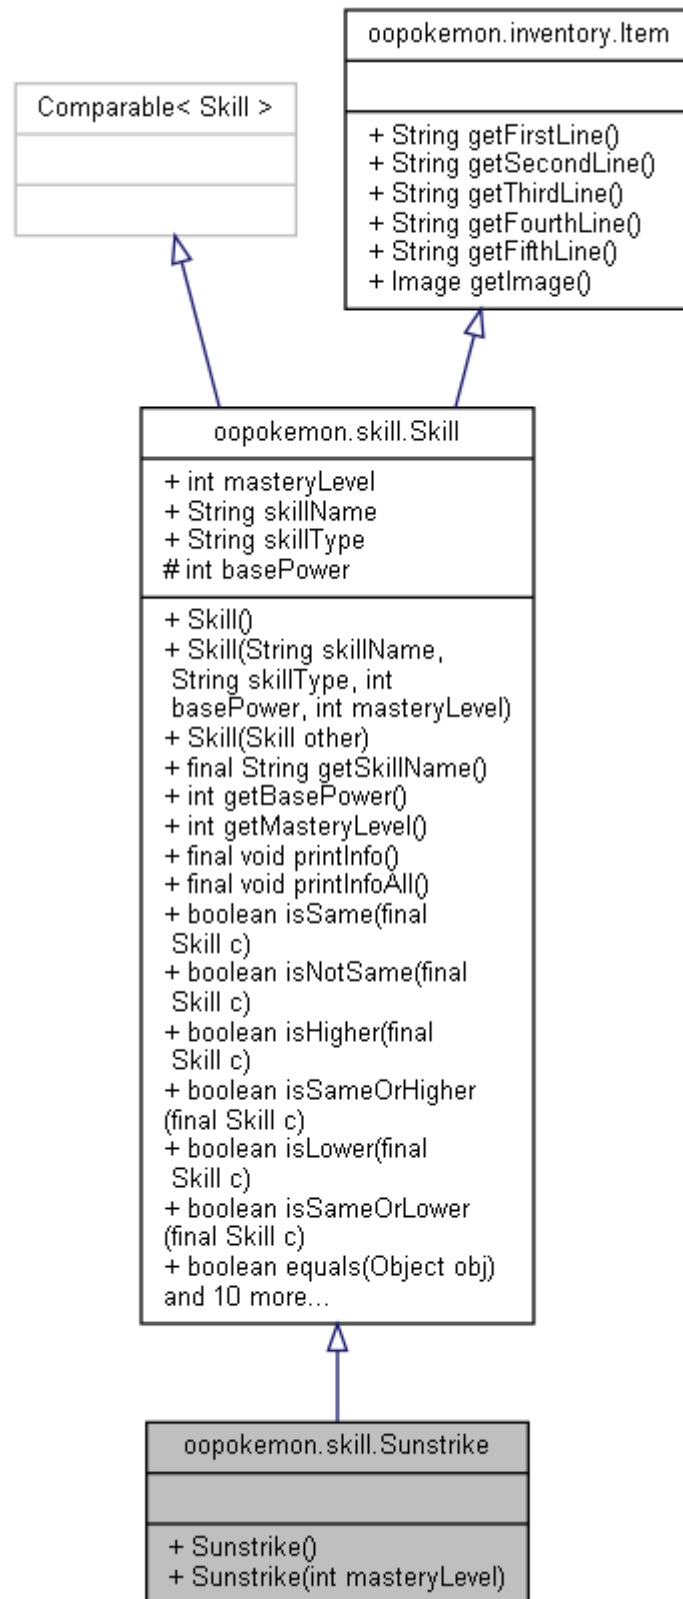 oopokemon.inventory.Item
+ String getFirstLine()
+ String getSecondLine()
+ String getThirdLine()
+ String getFourthLine()
+ String getFifthLine()
+ Image getImage()
Comparable< Skill >
oopokemon.skill.Skill
+ int masteryLevel
+ String skillName
+ String skillType
# int basePower
+ Skill()
+ Skill(String skillName,
String skillType, int
basePower, int masteryLevel)
+ Skill(Skill other)
+ final String getSkillName()
+ int getBasePower()
+ int getMasteryLevel()
+ final void printInfo()
+ final void printInfoAll()
+ boolean isSame(final
Skill c)
+ boolean isNotSame(final
Skill c)
+ boolean isHigher(final
Skill c)
+ boolean isSameOrHigher
(final Skill c)
+ boolean isLower(final
Skill c)
+ boolean isSameOrLower
(final Skill c)
+ boolean equals(Object obj)
and 10 more...
oopokemon.skill.Sunstrike
+ Sunstrike()
+ Sunstrike(int masteryLevel)